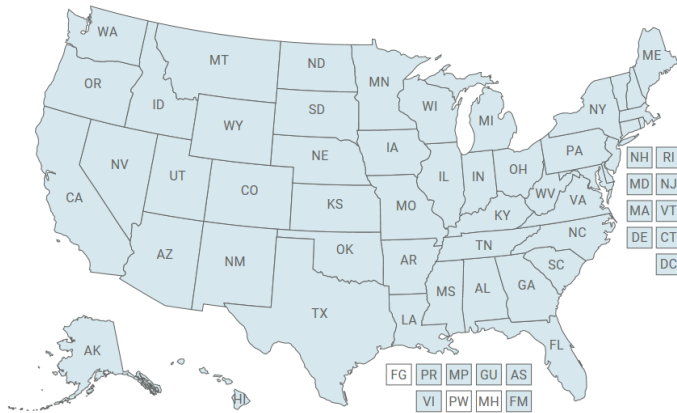 WA
MT
ND
MN
ME
OR
ID
SD
WI
MI
NY
WY
NE
IA
PA
NH RI
NV
UT
CO
IL
IN
OH
WV
VA
MD NJ
CA
KS
MO
KY
MA VT
AZ
NM
OK
AR
TN
NC
DE CT
SC
DC
TX
LA
MS
AL
GA
FL
AK
HI
FG PR MP GU AS
VI PW MH FM